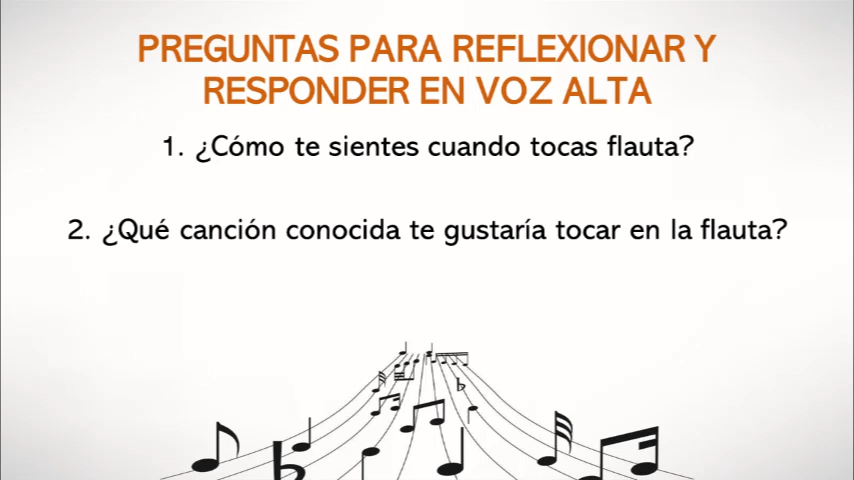 PREGUNTAS PARA REFLEXIONAR Y
RESPONDER EN VOZ ALTA
1. ¿Cómo te sientes cuando tocas flauta?
2. ¿Qué canción conocida te gustaría tocar en la flauta?